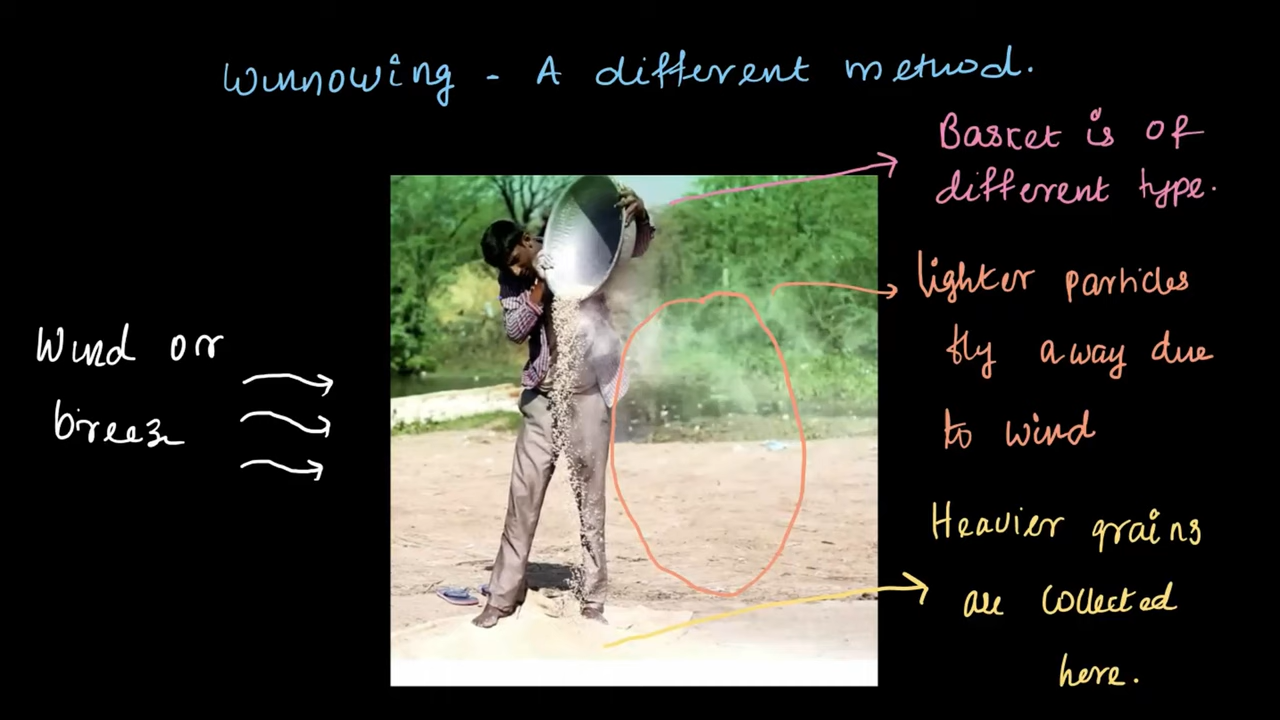 Winnowing - A different method.
Basket is of
different type.
lighter particles
fly away due
to wind
Wind or
breeze
Heavier grains
are collected
here.